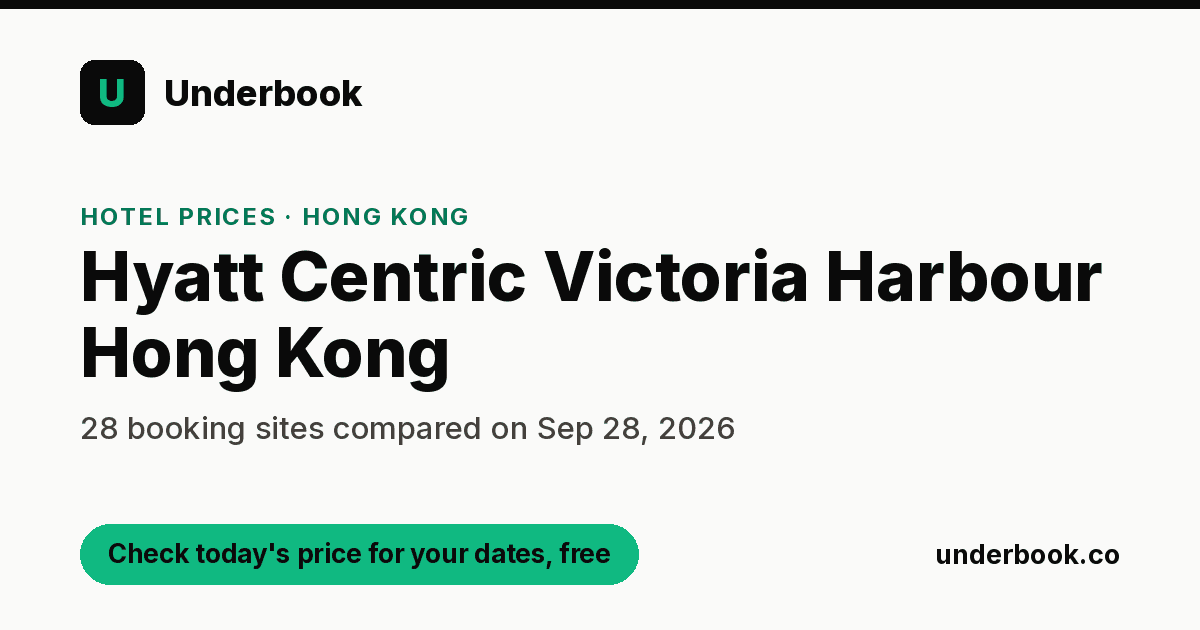 U
Underbook
HOTEL PRICES · HONG KONG
Hyatt Centric Victoria Harbour
Hong Kong
28 booking sites compared on Sep 28, 2026
Check today's price for your dates, free
underbook.co